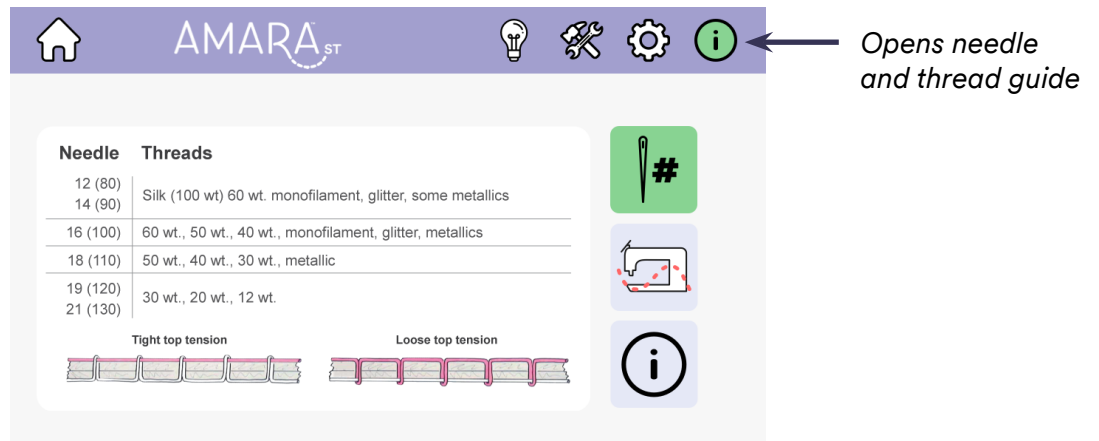 AMARA ST
Opens needle
and thread guide
Needle Threads
12 (80)
14 (90)
Silk (100 wt) 60 wt. monofilament, glitter, some metallics
16 (100) 60 wt., 50 wt., 40 wt., monofilament, glitter, metallics
18 (110) 50 wt., 40 wt., 30 wt., metallic
19 (120)
21 (130)
30 wt., 20 wt., 12 wt.
Tight top tension Loose top tension
#
i
i